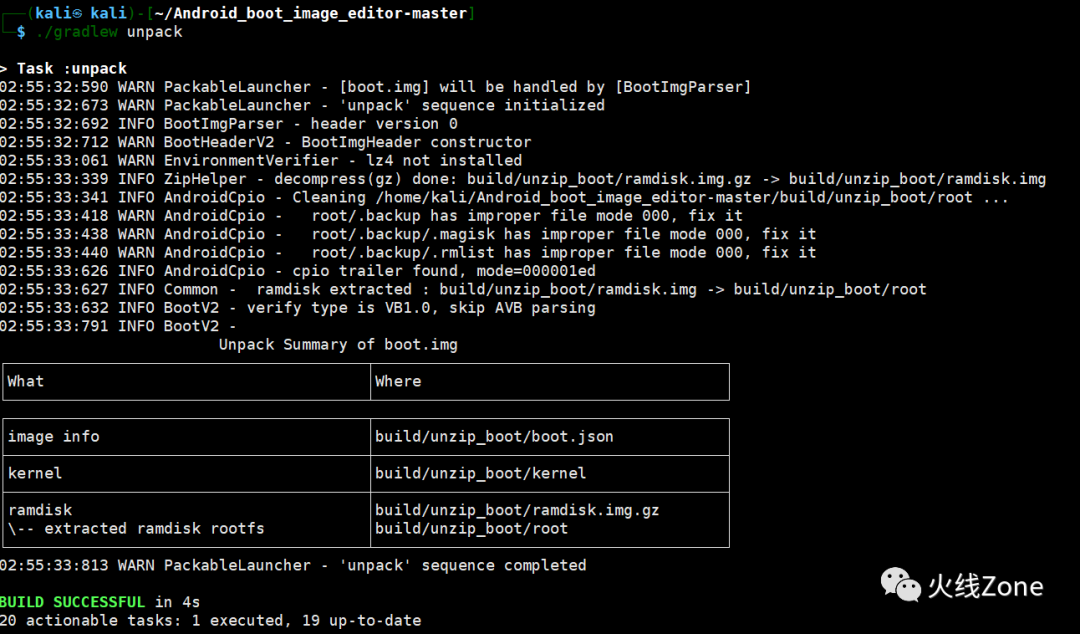 (kali㉿kali)-[~/Android_boot_image_editor-master]
$ ./gradlew unpack
> Task :unpack
02:55:32:590 WARN PackableLauncher - [boot.img] will be handled by [BootImgParser]
02:55:32:673 WARN PackableLauncher - 'unpack' sequence initialized
02:55:32:692 INFO BootImgParser - header version 0
02:55:32:712 WARN BootHeaderV2 - BootImgHeader constructor
02:55:33:061 WARN EnvironmentVerifier - lz4 not installed
02:55:33:339 INFO ZipHelper - decompress(gz) done: build/unzip_boot/ramdisk.img.gz -> build/unzip_boot/ramdisk.img
02:55:33:341 INFO AndroidCpio - Cleaning /home/kali/Android_boot_image_editor-master/build/unzip_boot/root ...
02:55:33:418 WARN AndroidCpio -   root/.backup has improper file mode 000, fix it
02:55:33:438 WARN AndroidCpio -   root/.backup/.magisk has improper file mode 000, fix it
02:55:33:440 WARN AndroidCpio -   root/.backup/.rmlist has improper file mode 000, fix it
02:55:33:626 INFO AndroidCpio - cpio trailer found, mode=000001ed
02:55:33:627 INFO Common -  ramdisk extracted : build/unzip_boot/ramdisk.img -> build/unzip_boot/root
02:55:33:632 INFO BootV2 - verify type is VB1.0, skip AVB parsing
02:55:33:791 INFO BootV2 -
Unpack Summary of boot.img
What Where
image info build/unzip_boot/boot.json
kernel build/unzip_boot/kernel
ramdisk build/unzip_boot/ramdisk.img.gz
\-- extracted ramdisk rootfs build/unzip_boot/root
02:55:33:813 WARN PackableLauncher - 'unpack' sequence completed
BUILD SUCCESSFUL in 4s
20 actionable tasks: 1 executed, 19 up-to-date
火线Zone